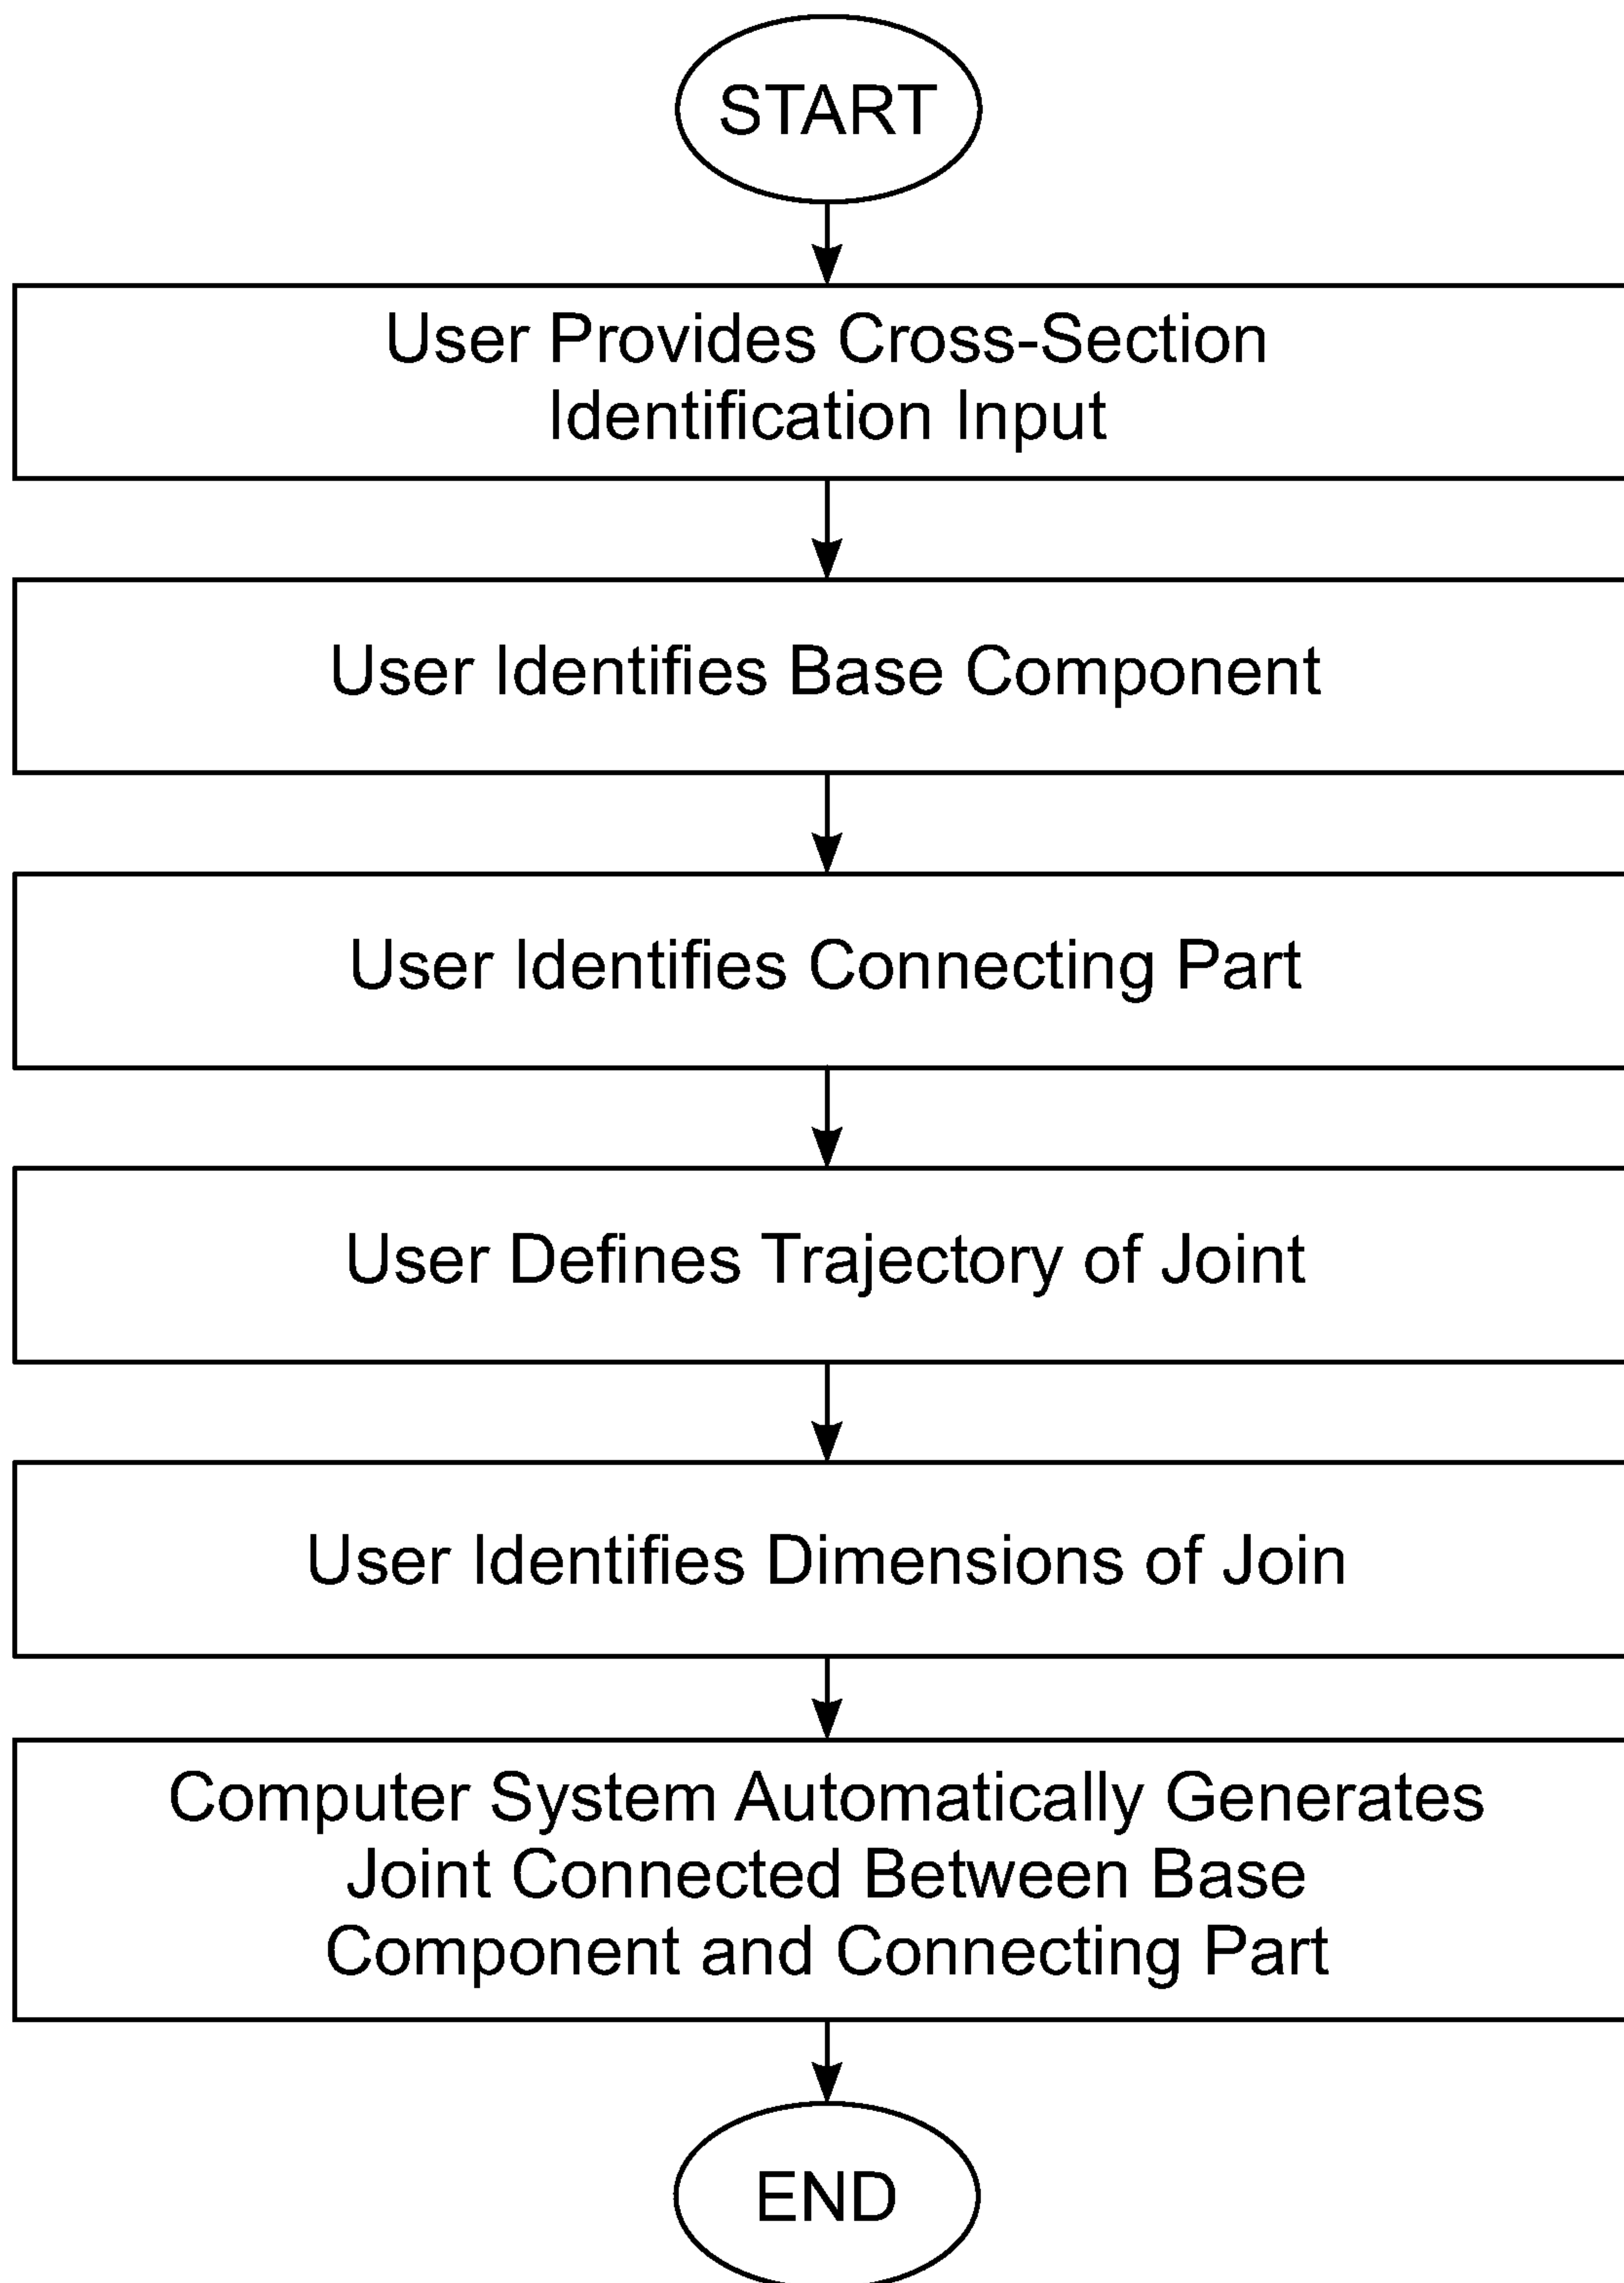 START
User Provides Cross-Section
Identification Input
User Identifies Base Component
User Identifies Connecting Part
User Defines Trajectory of Joint
User Identifies Dimensions of Join
Computer System Automatically Generates
Joint Connected Between Base
Component and Connecting Part
END